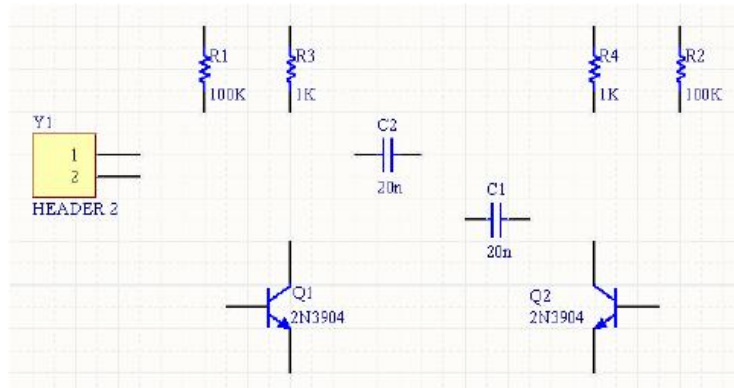 R1
R3
R4
R2
100K
1K
1K
100K
Y1
C2
1
2
20n
C1
HEADER 2
20n
Q1
Q2
2N3904
2N3904